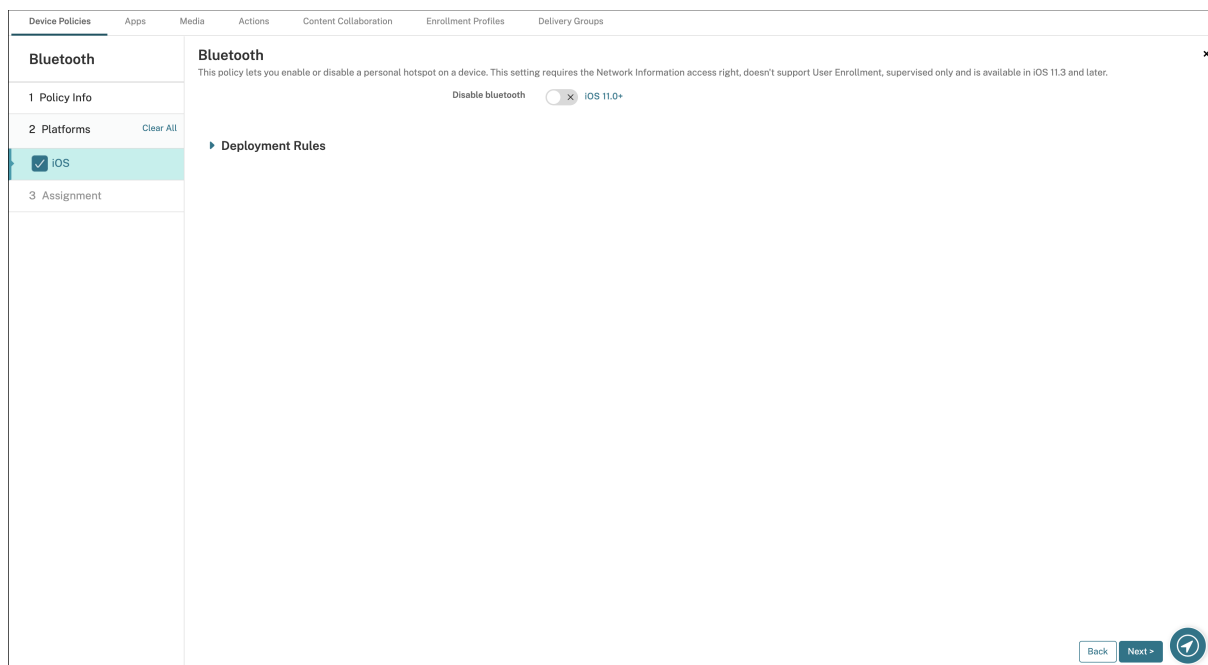 Device Policies Apps Media Actions Content Collaboration Enrollment Profiles Delivery Groups
Bluetooth
1 Policy Info
2 Platforms Clear All
iOS
3 Assignment
Bluetooth
This policy lets you enable or disable a personal hotspot on a device. This setting requires the Network Information access right, doesn't support User Enrollment, supervised only and is available in iOS 11.3 and later.
Disable bluetooth iOS 11.0+
Deployment Rules
Back Next >